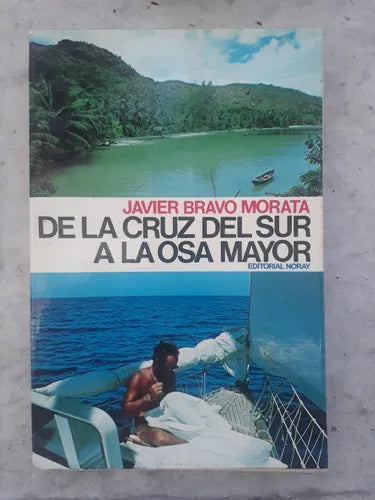 JAVIER BRAVO MORATA
DE LA CRUZ DEL SUR
A LA OSA MAYOR
EDITORIAL NORAY